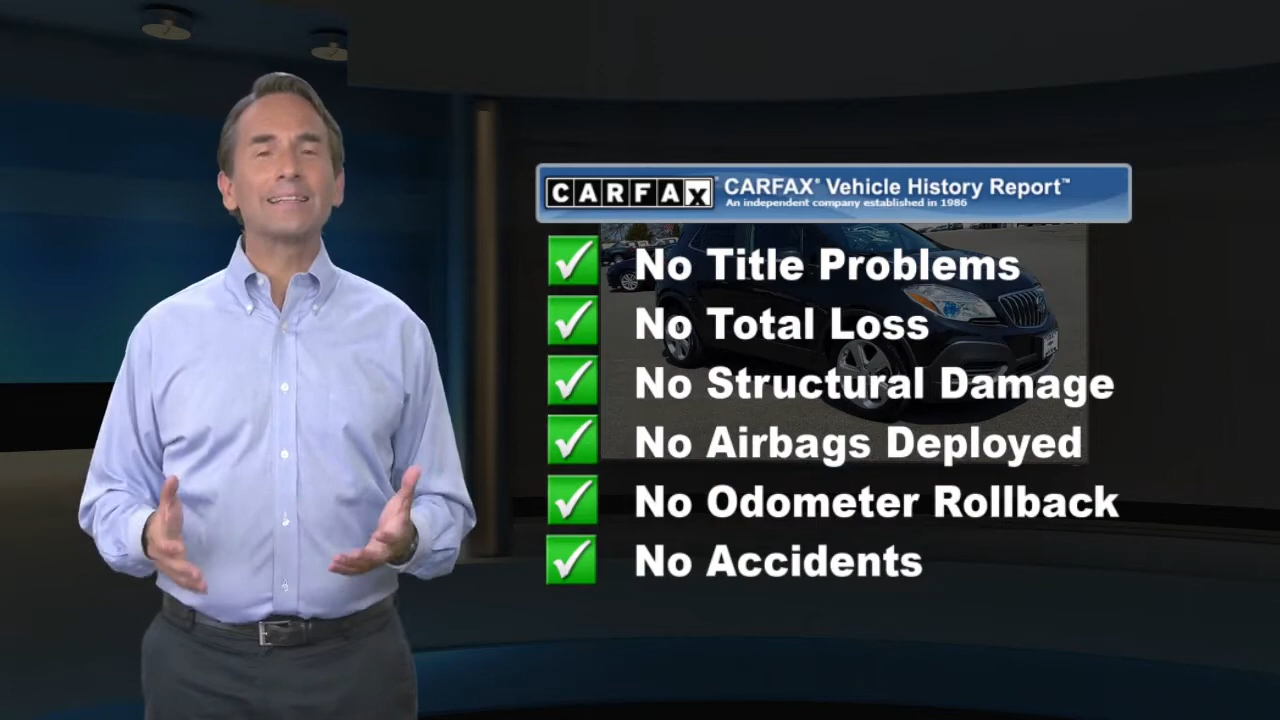 CARFAX® CARFAX® Vehicle History Report™
An independent company established in 1986
No Title Problems
No Total Loss
No Structural Damage
No Airbags Deployed
No Odometer Rollback
No Accidents